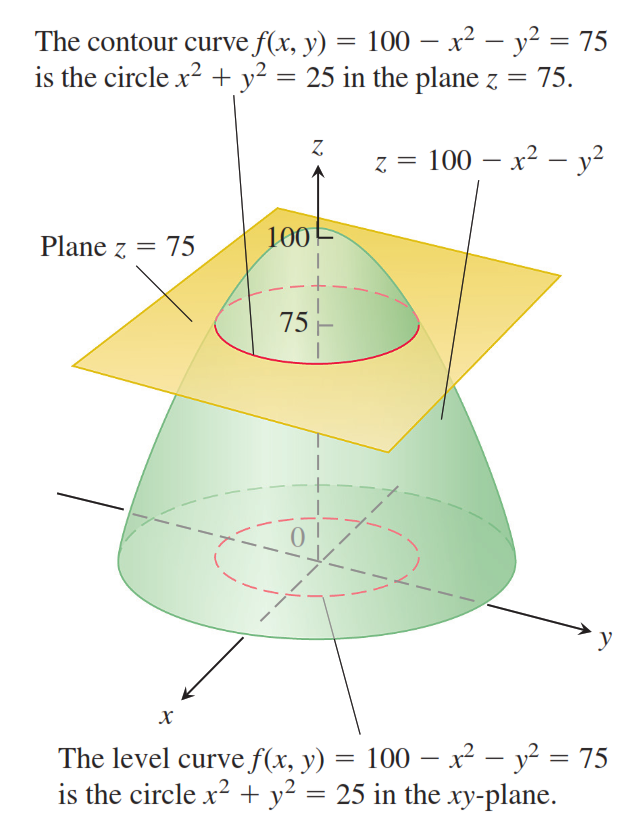 The contour curve f(x, y) = 100 − x² − y² = 75
is the circle x² + y² = 25 in the plane z = 75.
z
z = 100 − x² − y²
100
Plane z = 75
75
0
y
x
The level curve f(x, y) = 100 − x² − y² = 75
is the circle x² + y² = 25 in the xy-plane.